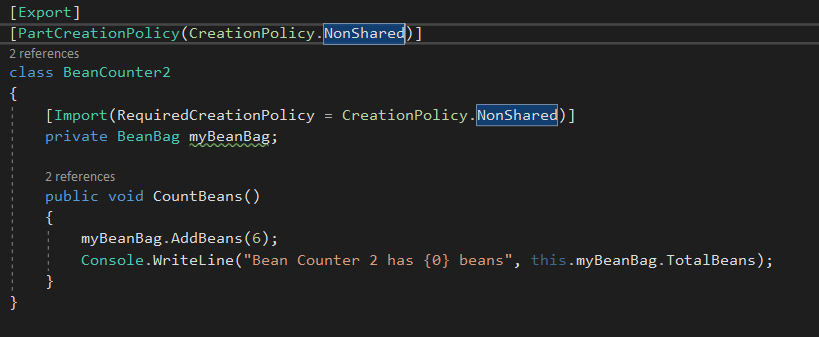 [Export]
[PartCreationPolicy(CreationPolicy.NonShared)]
2 references
class BeanCounter2
{
[Import(RequiredCreationPolicy = CreationPolicy.NonShared)]
private BeanBag myBeanBag;
2 references
public void CountBeans()
{
myBeanBag.AddBeans(6);
Console.WriteLine("Bean Counter 2 has {0} beans", this.myBeanBag.TotalBeans);
}
}